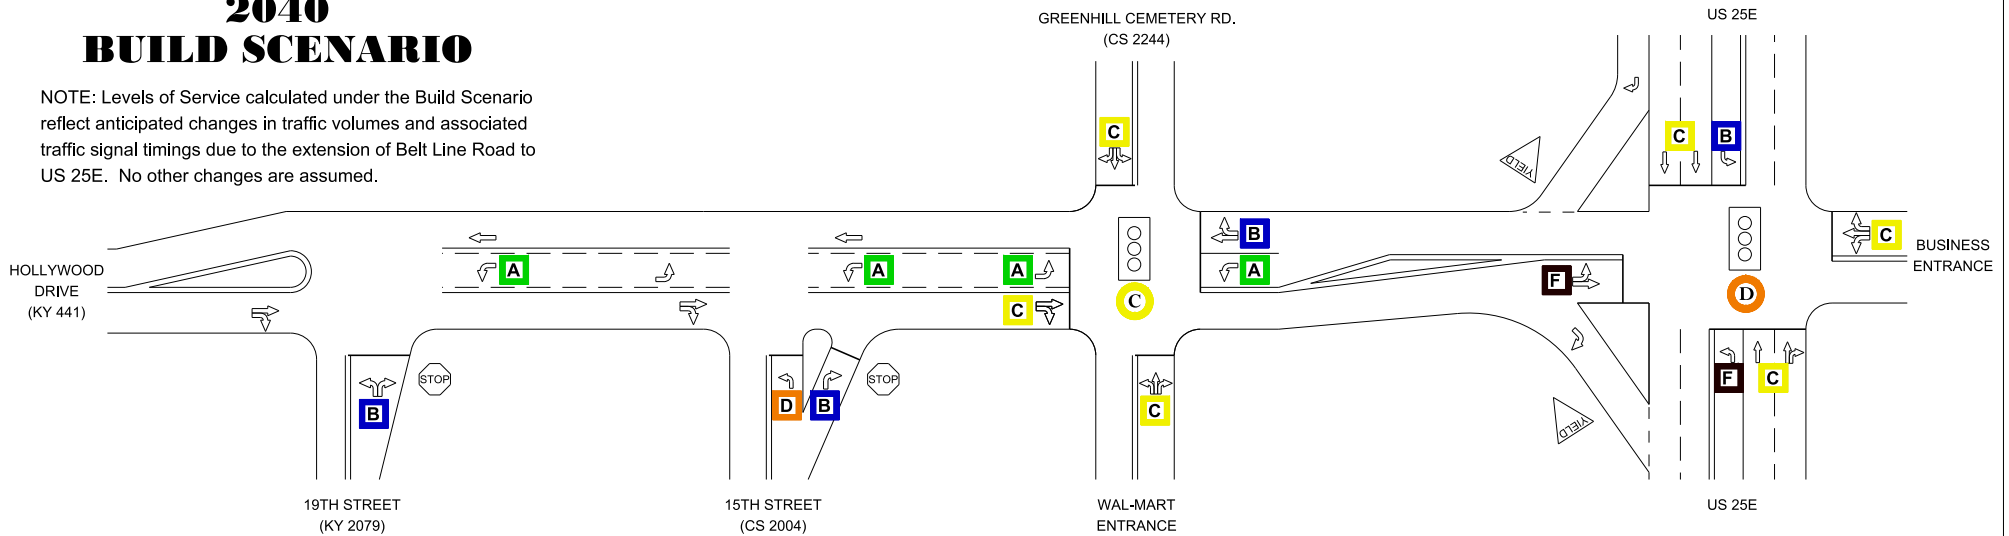 2040
BUILD SCENARIO
NOTE: Levels of Service calculated under the Build Scenario
reflect anticipated changes in traffic volumes and associated
traffic signal timings due to the extension of Belt Line Road to
US 25E. No other changes are assumed.
GREENHILL CEMETERY RD.
(CS 2244)
US 25E
C
C
B
YIELD
B
C
BUSINESS
ENTRANCE
HOLLYWOOD
DRIVE
(KY 441)
A
A
A
A
F
C
C
D
STOP
STOP
B
D
B
C
F
C
YIELD
19TH STREET
(KY 2079)
15TH STREET
(CS 2004)
WAL-MART
ENTRANCE
US 25E